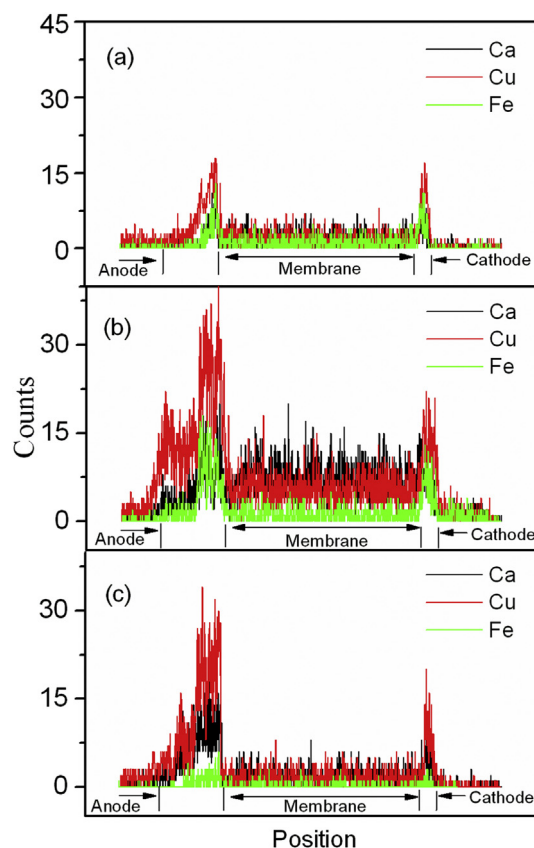 45
(a)
Ca
Cu
Fe
30
15
0
Anode
Membrane
Cathode
(b)
Ca
Cu
Fe
30
15
0
Anode
Membrane
Cathode
Counts
(c)
Ca
Cu
Fe
30
15
0
Anode
Membrane
Cathode
Position